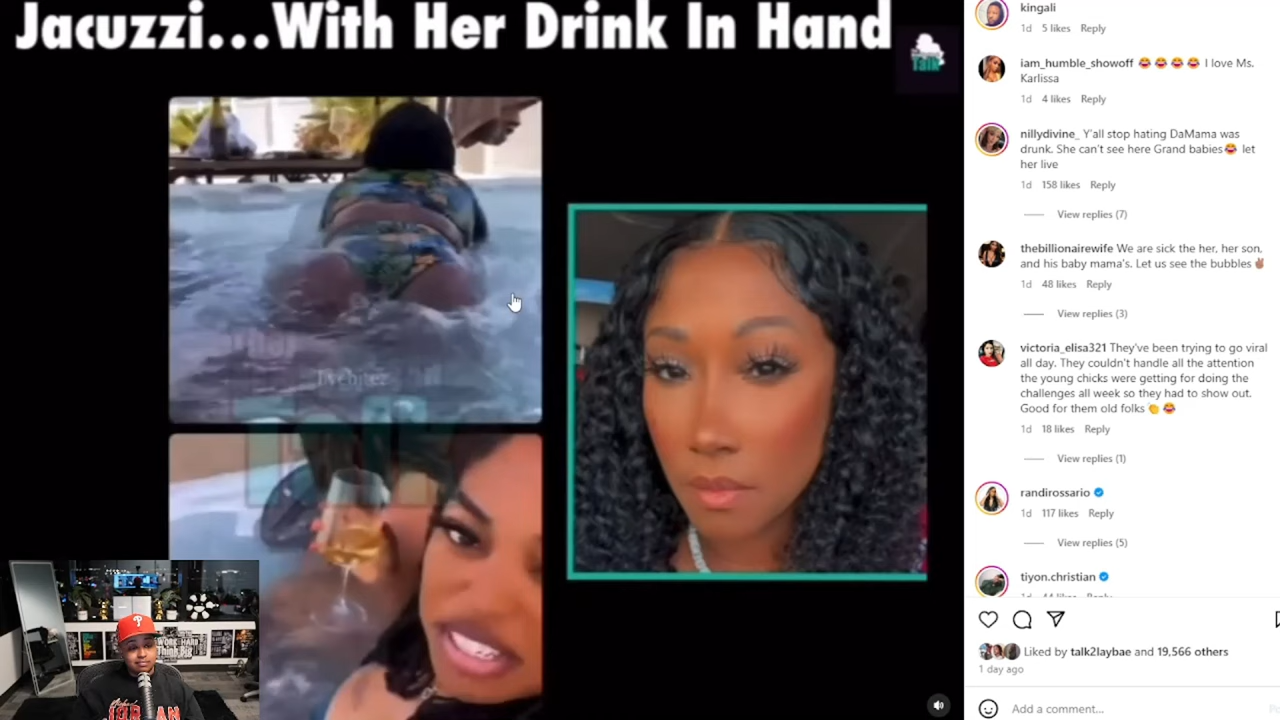 Jacuzzi...With Her Drink In Hand
Talk
kingali
1d 5 likes Reply
iam_humble_showoff 😂😂😂😂 I love Ms.
Karlissa
1d 4 likes Reply
nillydivine_ Y'all stop hating DaMama was
drunk. She can't see here Grand babies😂 let
her live
1d 158 likes Reply
View replies (7)
thebillionairewife We are sick the her, her son,
and his baby mama's. Let us see the bubbles✌🏽
1d 48 likes Reply
View replies (3)
victoria_elisa321 They've been trying to go viral
all day. They couldn't handle all the attention
the young chicks were getting for doing the
challenges all week so they had to show out.
Good for them old folks 👏 😂
1d 18 likes Reply
View replies (1)
randirossario
1d 117 likes Reply
View replies (5)
tiyon.christian
Liked by talk2laybae and 19,566 others
1 day ago
Add a comment...
WORK HARD
Think Big
P